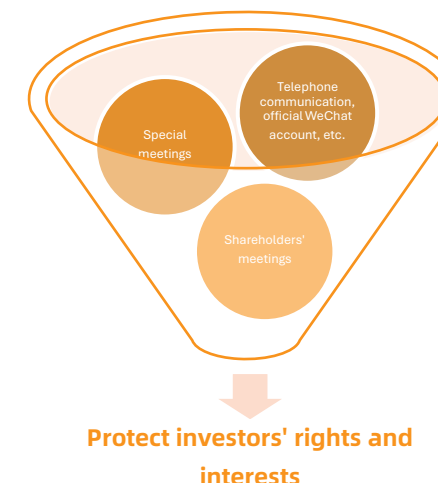 Telephone
communication,
official WeChat
account, etc.
Special
meetings
Shareholders'
meetings
Protect investors' rights and
interests